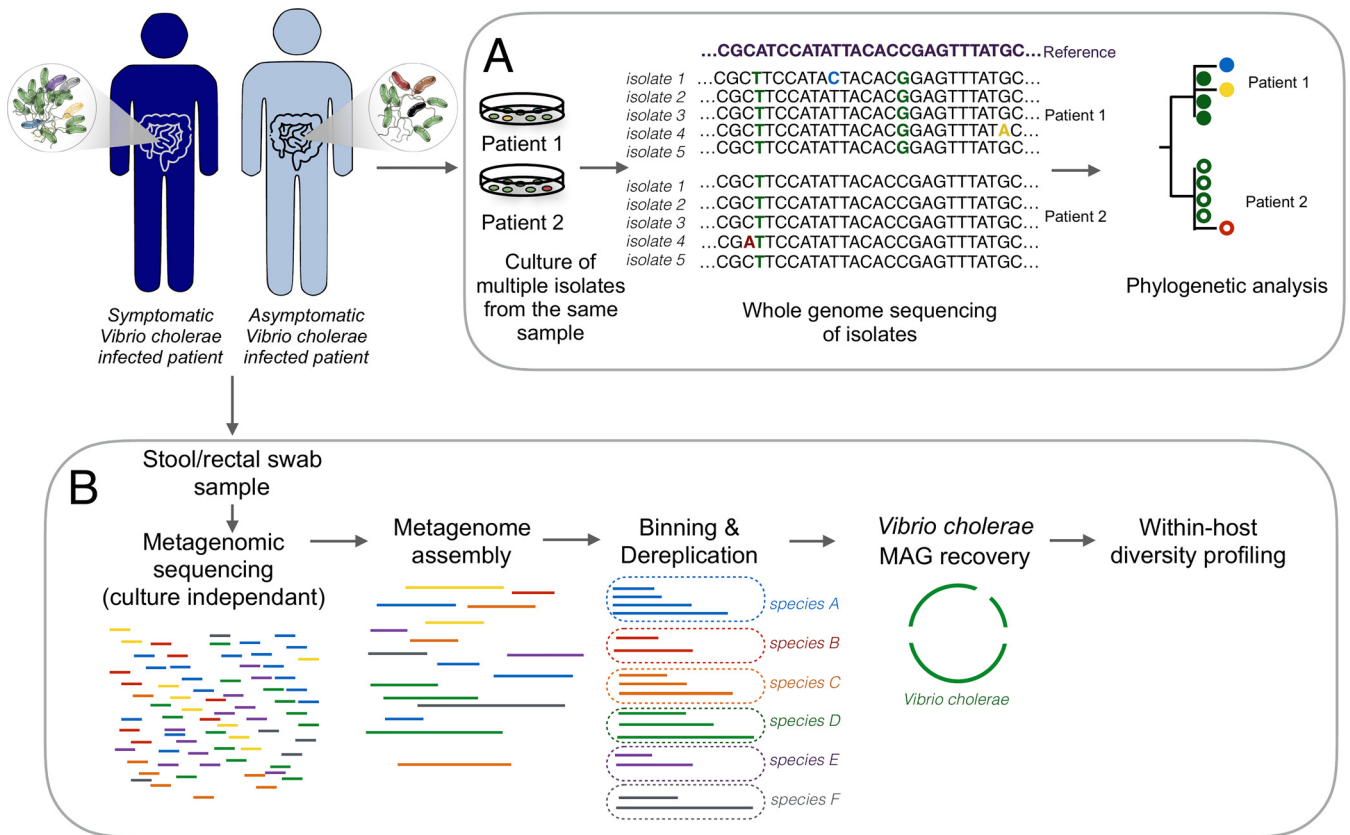 A
Patient 1
Patient 2
Culture of
multiple isolates
from the same
sample
...CGCATCCATATTACACCGAGTTTATGC...Reference
isolate 1 ...CGCTTCCATACTACACGGAGTTTATGC...
isolate 2 ...CGCTTCCATATTACACGGAGTTTATGC...
isolate 3 ...CGCTTCCATATTACACGGAGTTTATGC...
isolate 4 ...CGCTTCCATATTACACGGAGTTTATAC...
isolate 5 ...CGCTTCCATATTACACGGAGTTTATGC...
Patient 1
isolate 1 ...CGCTTCCATATTACACCGAGTTTATGC...
isolate 2 ...CGCTTCCATATTACACCGAGTTTATGC...
isolate 3 ...CGCTTCCATATTACACCGAGTTTATGC...
isolate 4 ...CGATTCCATATTACACCGAGTTTATGC...
isolate 5 ...CGCTTCCATATTACACCGAGTTTATGC...
Patient 2
Whole genome sequencing
of isolates
Patient 1
Patient 2
Phylogenetic analysis
Symptomatic
Vibrio cholerae
infected patient
Asymptomatic
Vibrio cholerae
infected patient
B
Stool/rectal swab
sample
Metagenomic
sequencing
(culture independant)
Metagenome
assembly
Binning &
Dereplication
species A
species B
species C
species D
species E
species F
Vibrio cholerae
MAG recovery
Vibrio cholerae
Within-host
diversity profiling